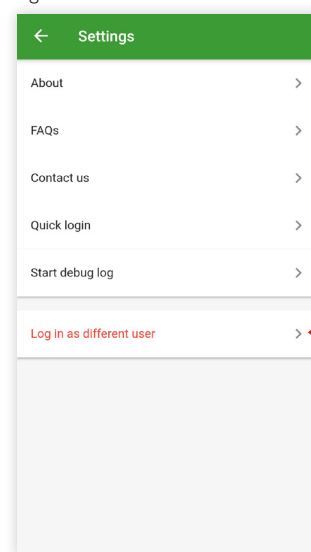 Settings
About
FAQs
Contact us
Quick login
Start debug log
Log in as different user